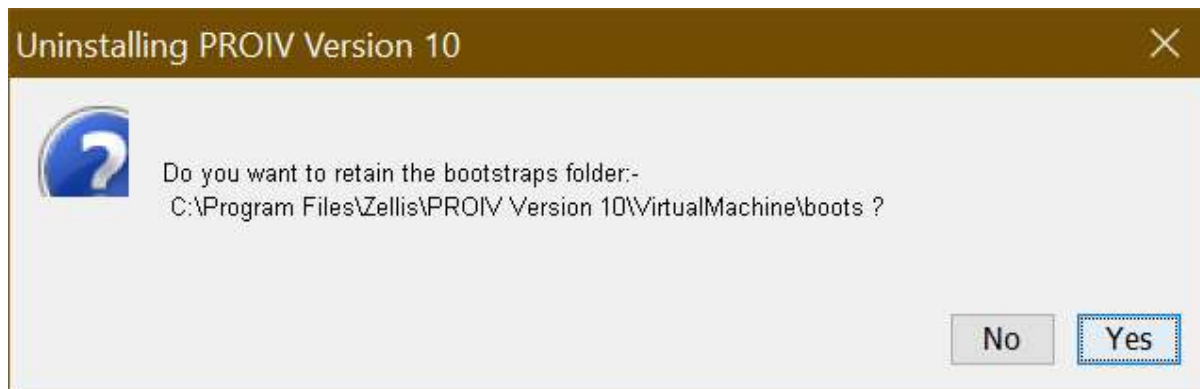 Uninstalling PROIV Version 10
Do you want to retain the bootstraps folder:-
C:\Program Files\Zellis\PROIV Version 10\VirtualMachine\boots ?
No
Yes